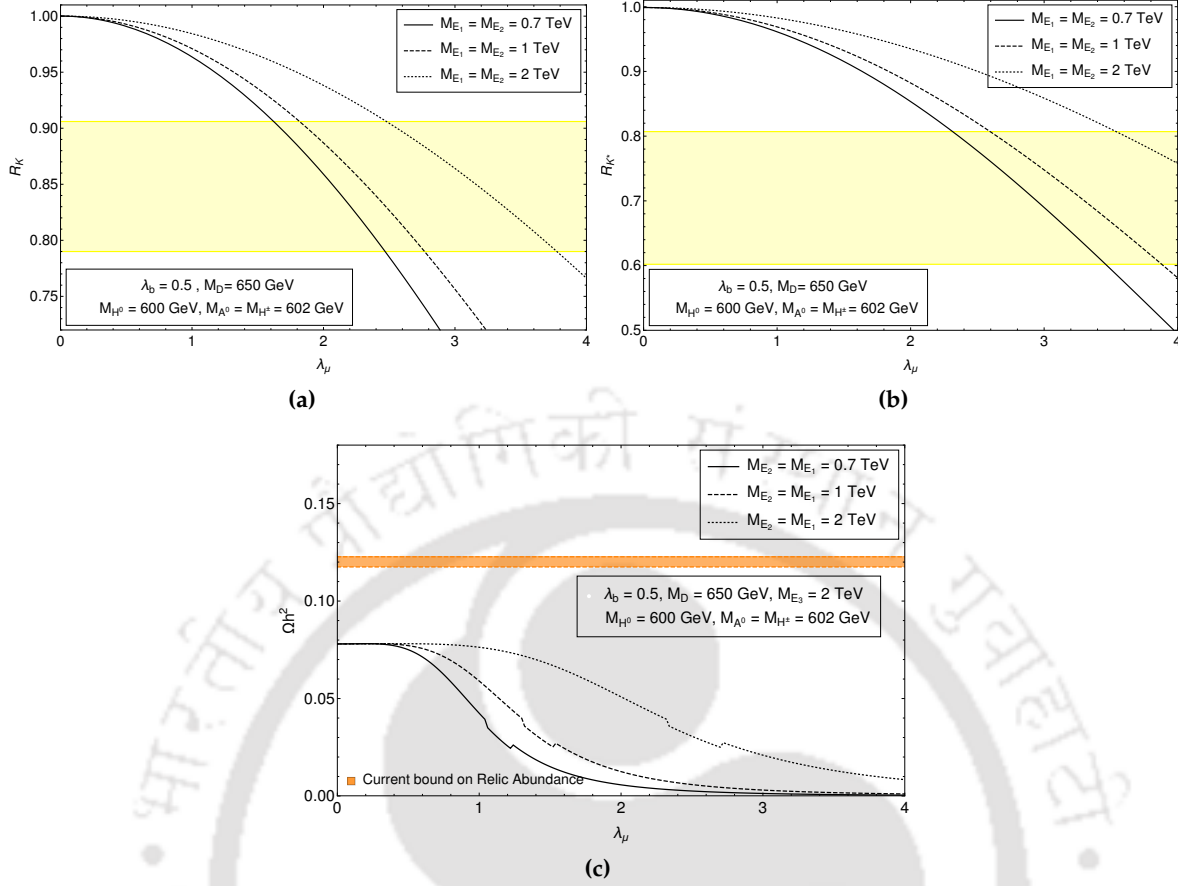 1.00
0.95
0.90
0.85
0.80
0.75
R_K
0 1 2 3 4
λ_μ
M_E₁ = M_E₂ = 0.7 TeV
M_E₁ = M_E₂ = 1 TeV
M_E₁ = M_E₂ = 2 TeV
λ_b = 0.5 , M_D= 650 GeV
M_H⁰ = 600 GeV, M_A⁰ = M_H± = 602 GeV
(a)
1.0
0.9
0.8
0.7
0.6
0.5
R_K*
0 1 2 3 4
λ_μ
M_E₁ = M_E₂ = 0.7 TeV
M_E₁ = M_E₂ = 1 TeV
M_E₁ = M_E₂ = 2 TeV
λ_b = 0.5 , M_D= 650 GeV
M_H⁰ = 600 GeV, M_A⁰ = M_H± = 602 GeV
(b)
0.15
0.10
0.05
0.00
Ωh²
0 1 2 3 4
λ_μ
M_E₂ = M_E₁ = 0.7 TeV
M_E₂ = M_E₁ = 1 TeV
M_E₂ = M_E₁ = 2 TeV
λ_b = 0.5, M_D = 650 GeV, M_E₃ = 2 TeV
M_H⁰ = 600 GeV, M_A⁰ = M_H± = 602 GeV
Current bound on Relic Abundance
(c)